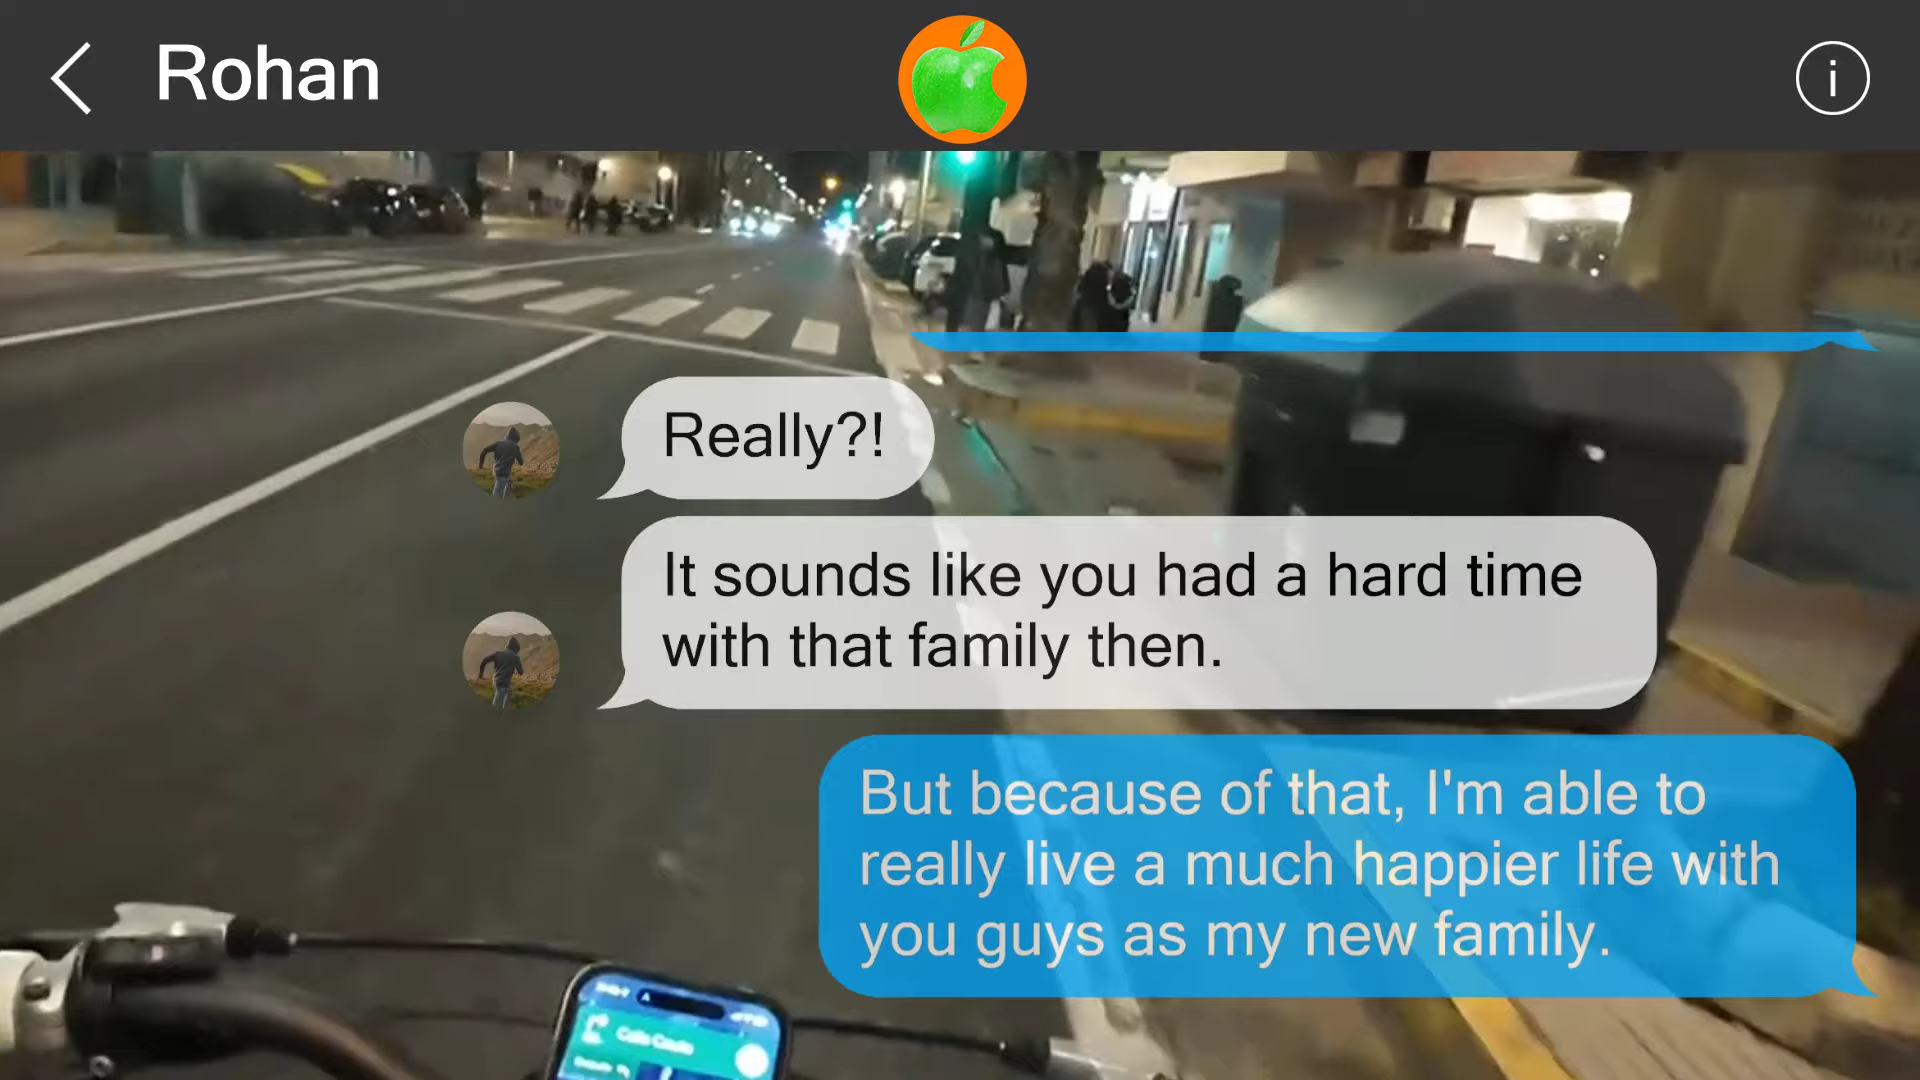 Rohan
Really?!
It sounds like you had a hard time
with that family then.
But because of that, I'm able to
really live a much happier life with
you guys as my new family.